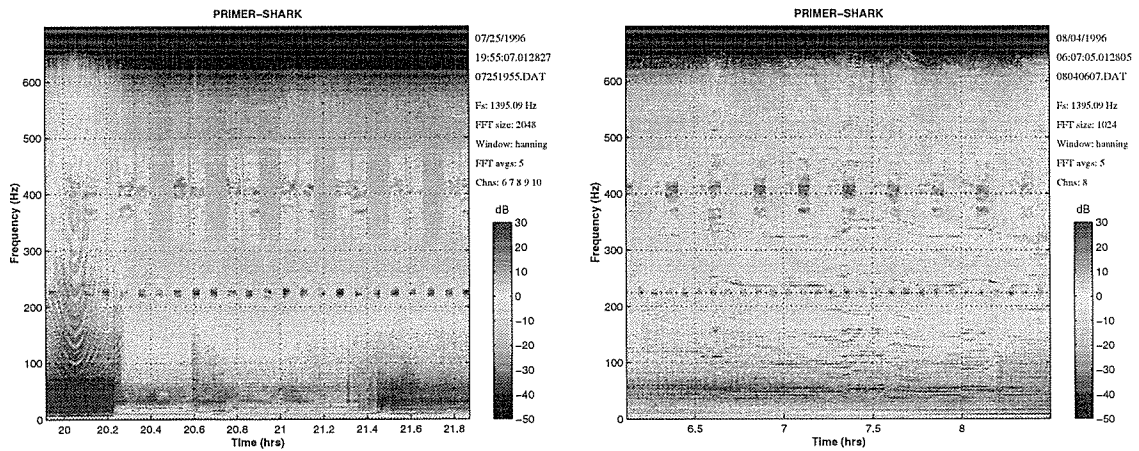 PRIMER-SHARK
600
500
400
300
200
100
0
Frequency (Hz)
20 20.2 20.4 20.6 20.8 21 21.2 21.4 21.6 21.8
Time (hrs)
07/25/1996
19:55:07.012827
07251955.DAT
Fs: 1395.09 Hz
FFT size: 2048
Window: hanning
FFT avgs: 5
Chns: 6 7 8 9 10
dB
30
20
10
0
-10
-20
-30
-40
-50
PRIMER-SHARK
600
500
400
300
200
100
0
Frequency (Hz)
6.5 7 7.5 8
Time (hrs)
08/04/1996
06:07:05.012805
08040607.DAT
Fs: 1395.09 Hz
FFT size: 1024
Window: hanning
FFT avgs: 5
Chns: 8
dB
30
20
10
0
-10
-20
-30
-40
-50